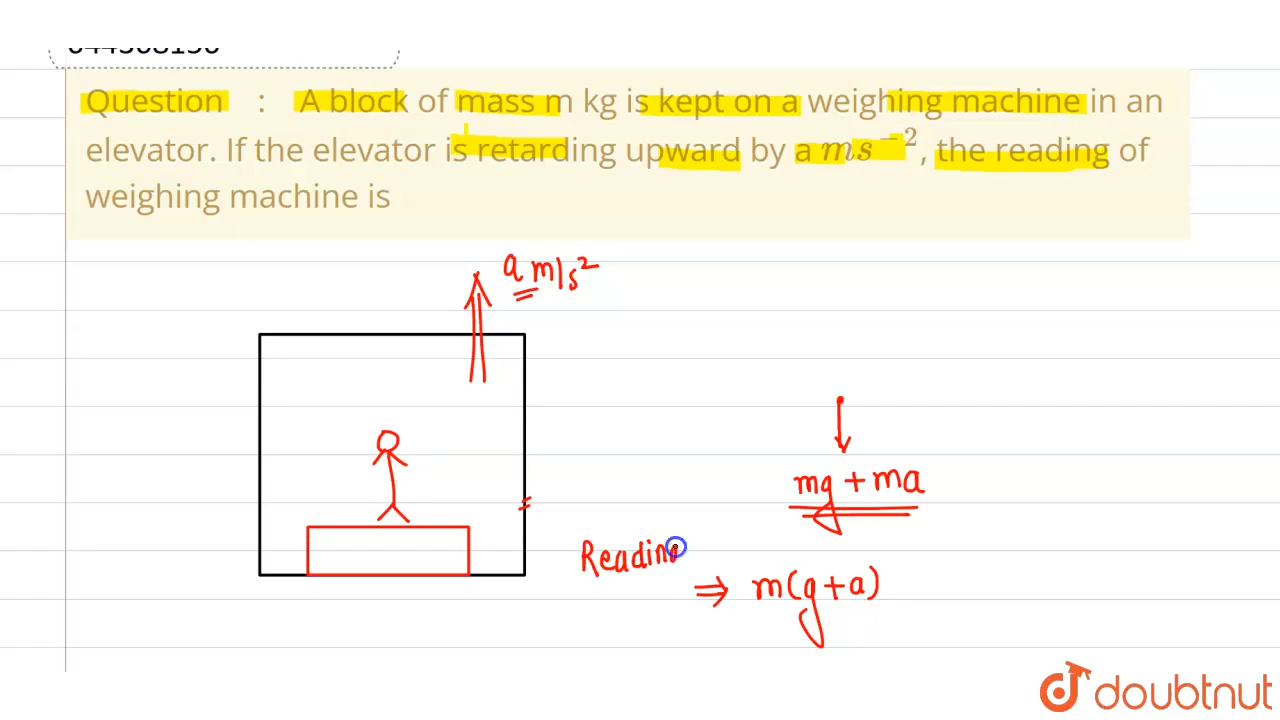 Question : A block of mass m kg is kept on a weighing machine in an
elevator. If the elevator is retarding upward by a ms⁻², the reading of
weighing machine is
a m/s²
mg + ma
Reading
⇒ m(g+a)
doubtnut